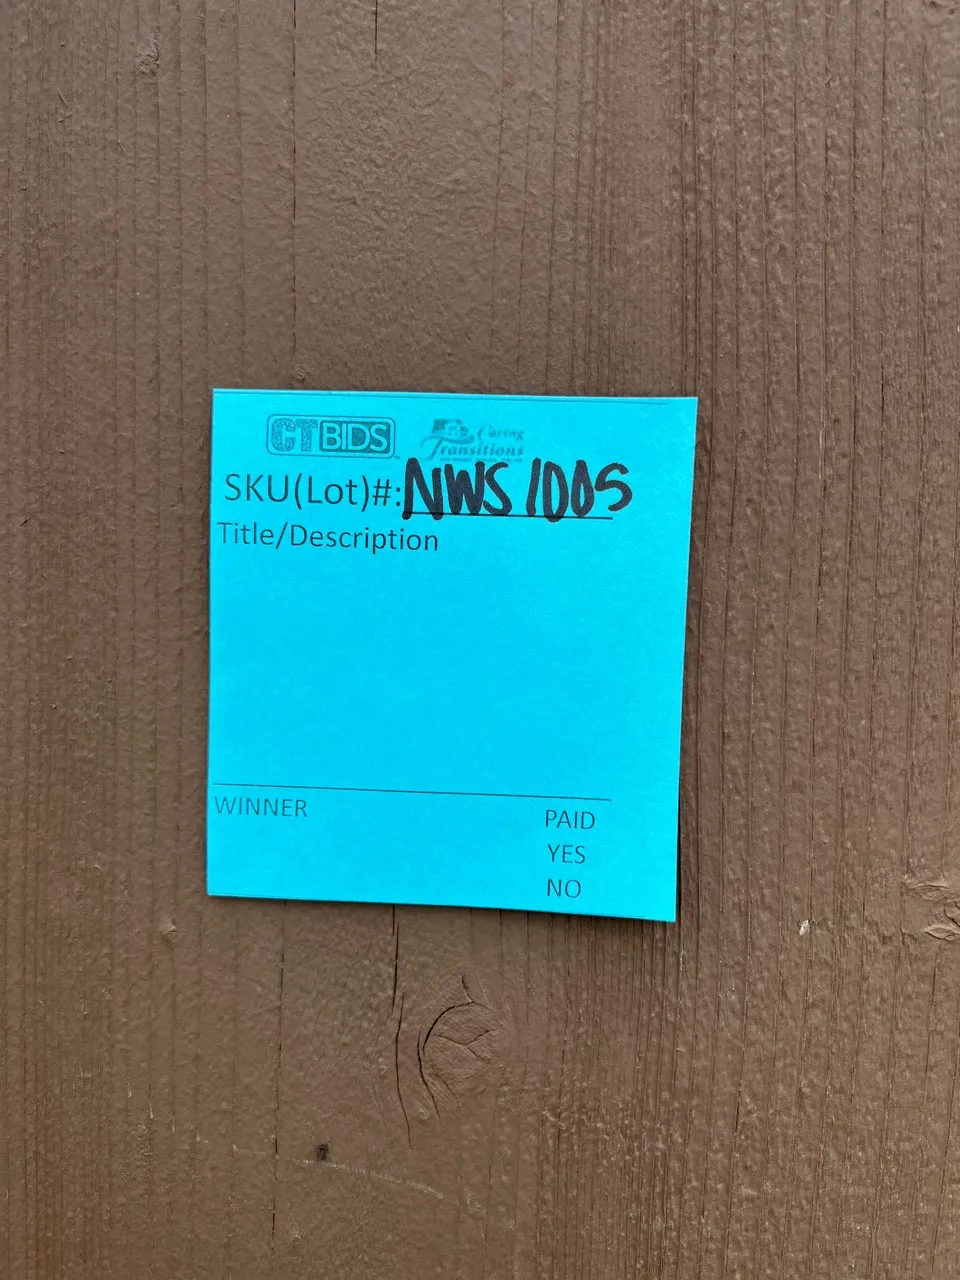 CTBIDS Caring
Transitions
SKU(Lot)#: NWS 1005
Title/Description
WINNER PAID
YES
NO